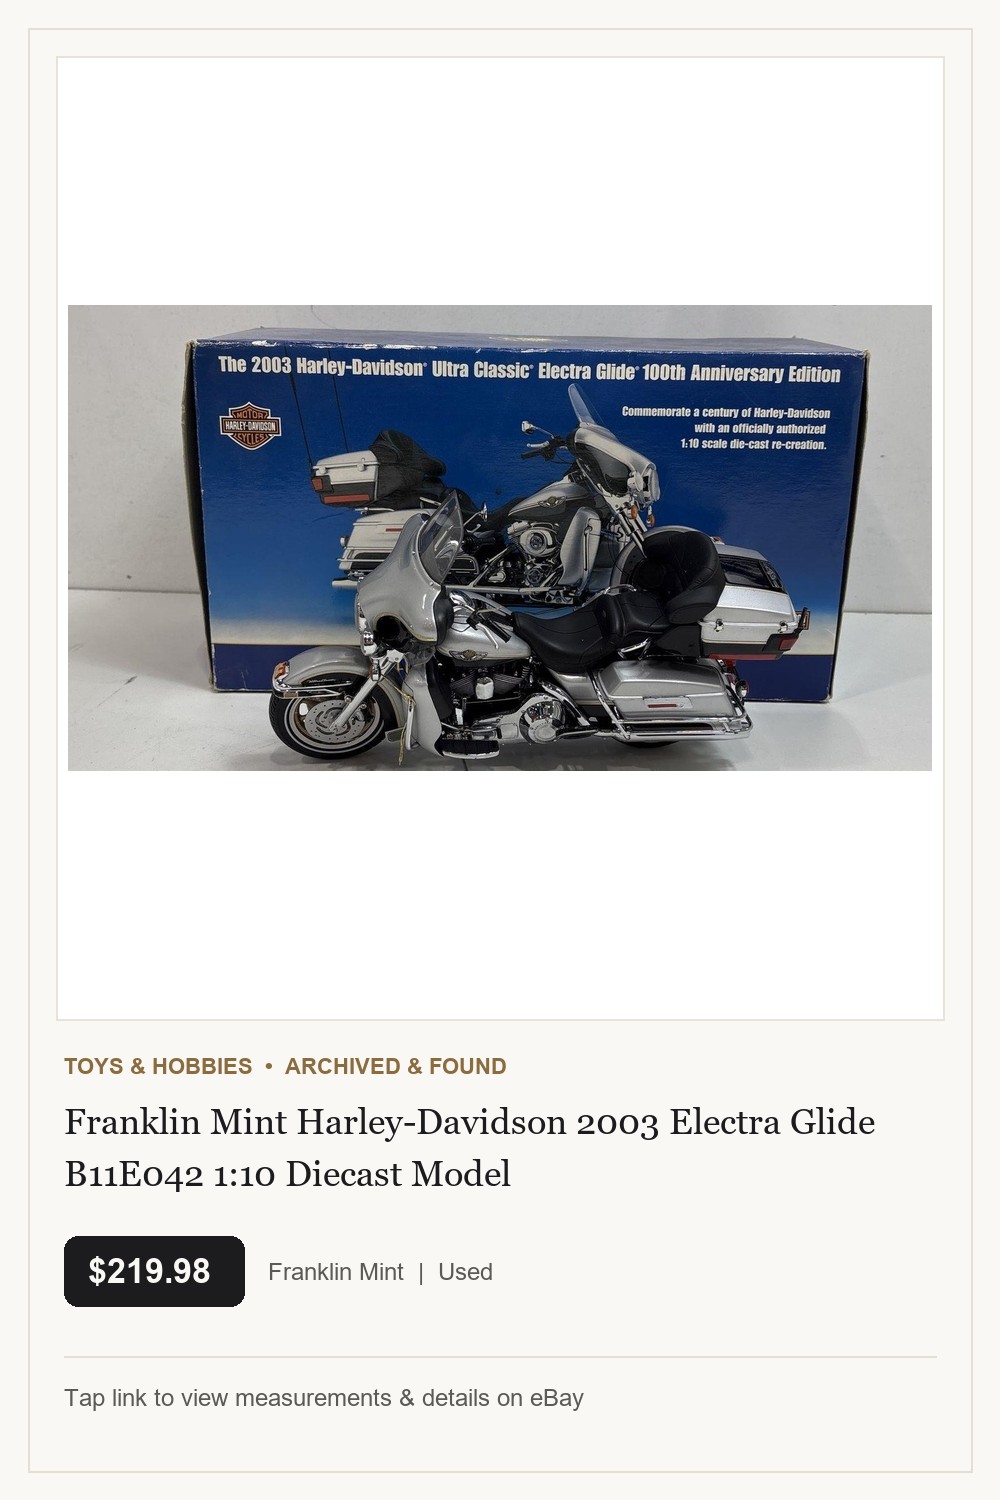 The 2003 Harley-Davidson® Ultra Classic® Electra Glide® 100th Anniversary Edition
MOTOR
HARLEY-DAVIDSON
CYCLES
Commemorate a century of Harley-Davidson
with an officially authorized
1:10 scale die-cast re-creation.
TOYS & HOBBIES • ARCHIVED & FOUND
Franklin Mint Harley-Davidson 2003 Electra Glide
B11E042 1:10 Diecast Model
$219.98
Franklin Mint | Used
Tap link to view measurements & details on eBay